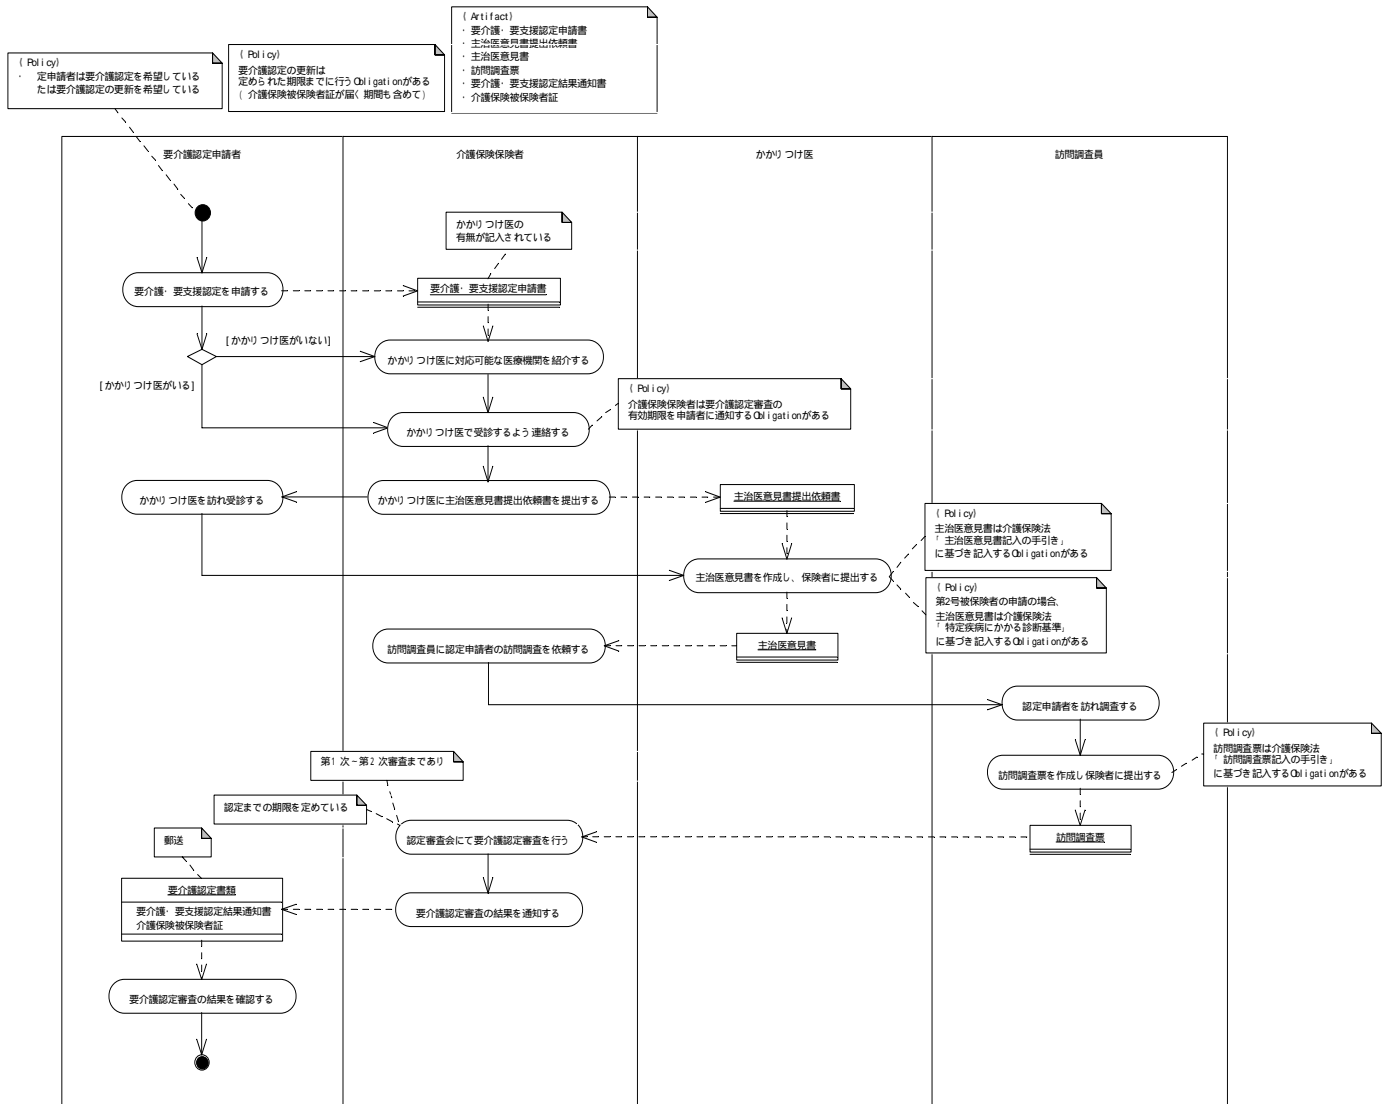 ( Policy)
・ 定申請者は要介護認定を希望している
たは要介護認定の更新を希望している
( Policy)
要介護認定の更新は
定められた期限までに行うObligationがある
( 介護保険被保険者証が届く期間も含めて)
( Artifact)
・ 要介護・要支援認定申請書
・ 主治医意見書提出依頼書
・ 主治医意見書
・ 訪問調査票
・ 要介護・要支援認定結果通知書
・ 介護保険被保険者証
要介護認定申請者
介護保険保険者
かかりつけ医
訪問調査員
かかりつけ医の
有無が記入されている
要介護・要支援認定を申請する
要介護・要支援認定申請書
[かかりつけ医がいない]
かかりつけ医に対応可能な医療機関を紹介する
[かかりつけ医がいる]
( Policy)
介護保険保険者は要介護認定審査の
有効期限を申請者に通知するObligationがある
かかりつけ医で受診するよう連絡する
かかりつけ医を訪れ受診する
かかりつけ医に主治医意見書提出依頼書を提出する
主治医意見書提出依頼書
( Policy)
主治医意見書は介護保険法
「主治医意見書記入の手引き」
に基づき記入するObligationがある
主治医意見書を作成し、保険者に提出する
( Policy)
第2号被保険者の申請の場合、
主治医意見書は介護保険法
「特定疾病にかかる診断基準」
に基づき記入するObligationがある
訪問調査員に認定申請者の訪問調査を依頼する
主治医意見書
認定申請者を訪れ調査する
( Policy)
訪問調査票は介護保険法
「訪問調査票記入の手引き」
に基づき記入するObligationがある
訪問調査票を作成し保険者に提出する
第1次~第2次審査まであり
認定までの期限を定めている
認定審査会にて要介護認定審査を行う
訪問調査票
郵送
要介護認定書類
要介護・要支援認定結果通知書
介護保険被保険者証
要介護認定審査の結果を通知する
要介護認定審査の結果を確認する